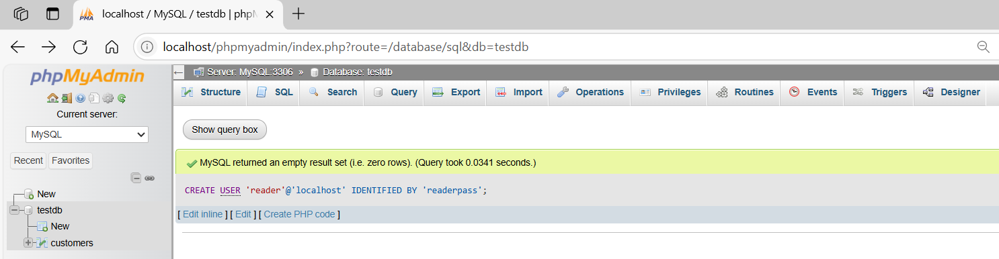 localhost / MySQL / testdb | phpM
localhost/phpmyadmin/index.php?route=/database/sql&db=testdb
phpMyAdmin
Current server:
MySQL
Recent Favorites
New
testdb
New
customers
Server: MySQL:3306 » Database: testdb
Structure SQL Search Query Export Import Operations Privileges Routines Events Triggers Designer
Show query box
MySQL returned an empty result set (i.e. zero rows). (Query took 0.0341 seconds.)
CREATE USER 'reader'@'localhost' IDENTIFIED BY 'readerpass';
[ Edit inline ] [ Edit ] [ Create PHP code ]